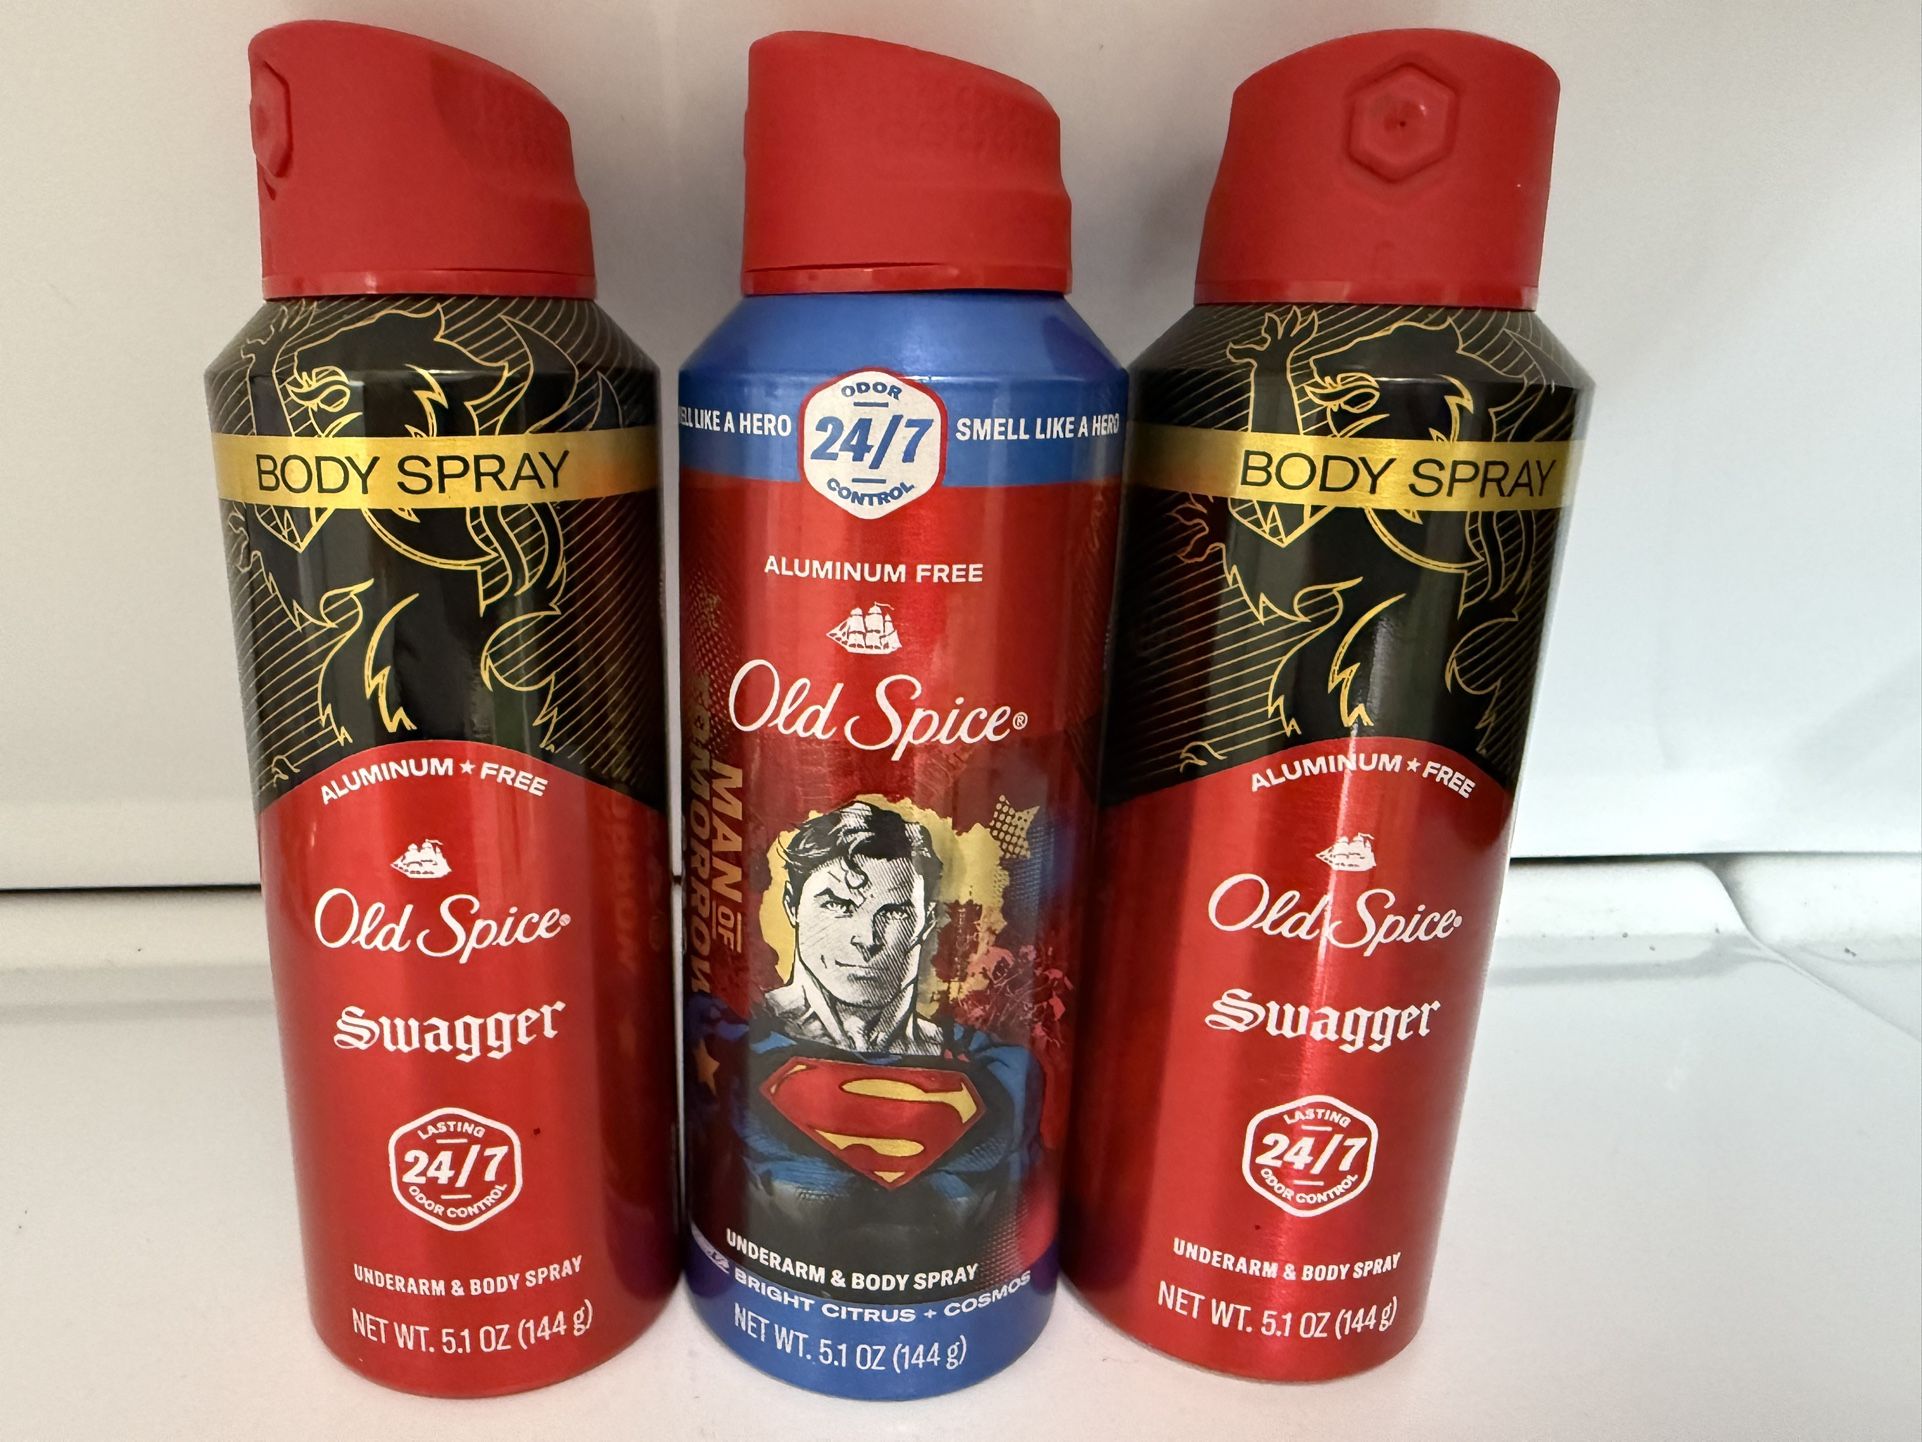 BODY SPRAY
ALUMINUM ★ FREE
Old Spice®
Swagger
LASTING
24/7
ODOR CONTROL
UNDERARM & BODY SPRAY
NET WT. 5.1 OZ (144 g)
LIKE A HERO
ODOR
24/7
CONTROL
SMELL LIKE A HERO
ALUMINUM FREE
Old Spice®
MAN OF
TOMORROW
UNDERARM & BODY SPRAY
BRIGHT CITRUS + COSMOS
NET WT. 5.1 OZ (144 g)
BODY SPRAY
ALUMINUM ★ FREE
Old Spice®
Swagger
LASTING
24/7
ODOR CONTROL
UNDERARM & BODY SPRAY
NET WT. 5.1 OZ (144 g)